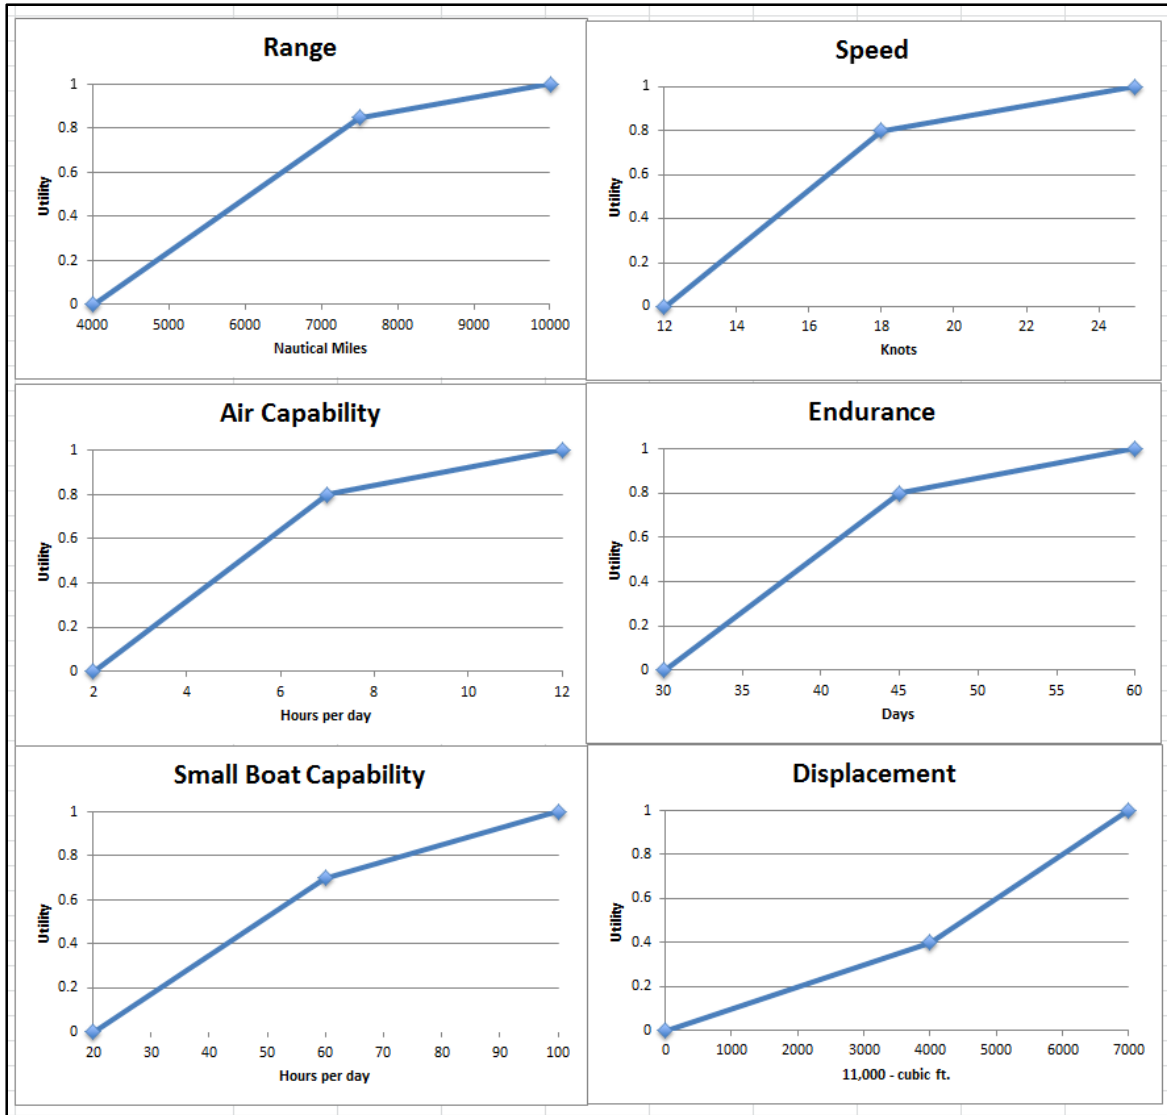 Range
1
0.8
0.6
0.4
0.2
0
Utility
4000 5000 6000 7000 8000 9000 10000
Nautical Miles
Speed
1
0.8
0.6
0.4
0.2
0
Utility
12 14 16 18 20 22 24
Knots
Air Capability
1
0.8
0.6
0.4
0.2
0
Utility
2 4 6 8 10 12
Hours per day
Endurance
1
0.8
0.6
0.4
0.2
0
Utility
30 35 40 45 50 55 60
Days
Small Boat Capability
1
0.8
0.6
0.4
0.2
0
Utility
20 30 40 50 60 70 80 90 100
Hours per day
Displacement
1
0.8
0.6
0.4
0.2
0
Utility
0 1000 2000 3000 4000 5000 6000 7000
11,000 - cubic ft.